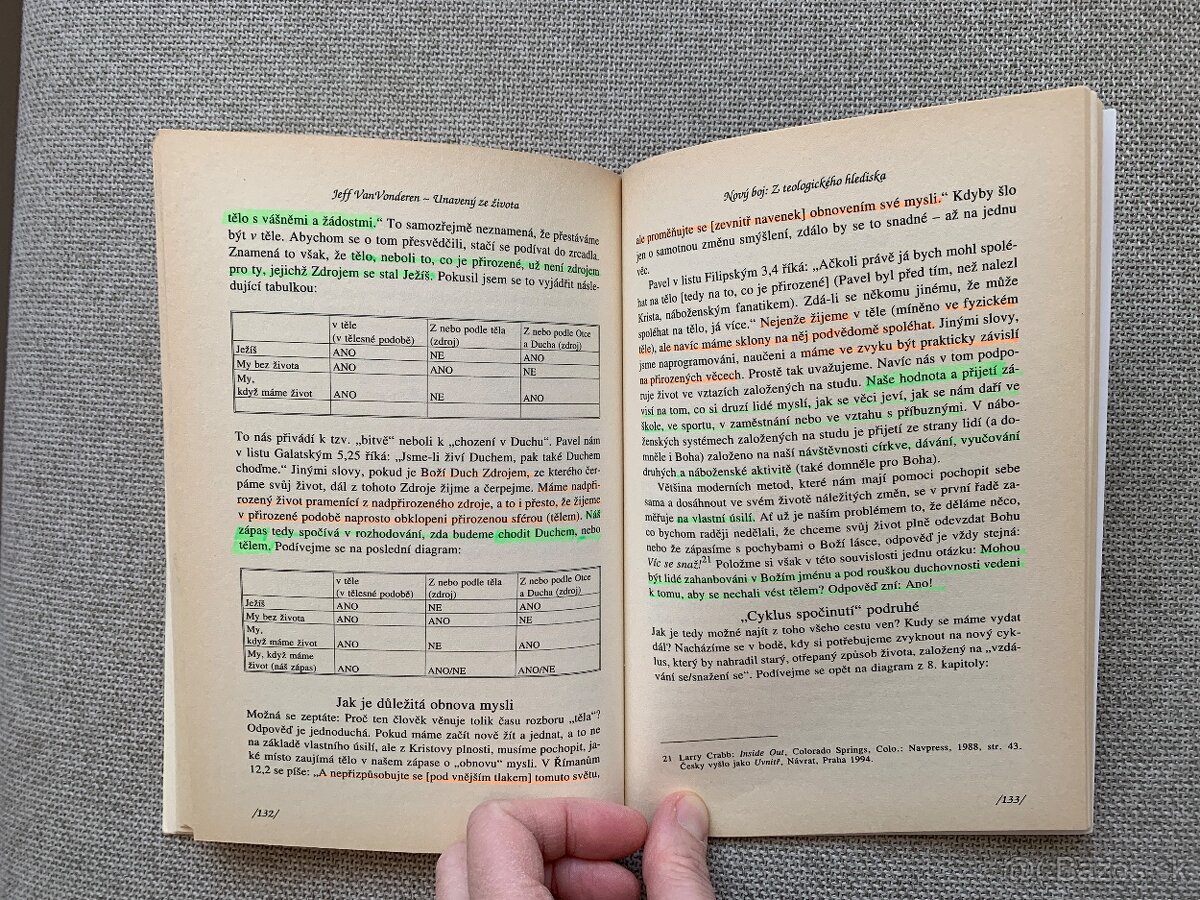 Jeff VanVonderen – Unavený ze života
tělo s vášněmi a žádostmi.“ To samozřejmě neznamená, že přestáváme
být v těle. Abychom se o tom přesvědčili, stačí se podívat do zrcadla.
Znamená to však, že tělo, neboli to, co je přirozené, už není zdrojem
pro ty, jejichž Zdrojem se stal Ježíš. Pokusil jsem se to vyjádřit násle-
dující tabulkou:
v těle Z nebo podle těla Z nebo podle Otce
(v tělesné podobě) (zdroj) a Ducha (zdroj)
Ježíš ANO NE ANO
My bez života ANO ANO NE
My,
když máme život ANO NE ANO
To nás přivádí k tzv. „bitvě“ neboli k „chození v Duchu“. Pavel nám
v listu Galatským 5,25 říká: „Jsme-li živí Duchem, pak také Duchem
choďme.“ Jinými slovy, pokud je Boží Duch Zdrojem, ze kterého čer-
páme svůj život, dál z tohoto Zdroje žijme a čerpejme. Máme nadpři-
rozený život pramenící z nadpřirozeného zdroje, a to i přesto, že žijeme
v přirozené podobě naprosto obklopeni přirozenou sférou (tělem). Náš
zápas tedy spočívá v rozhodování, zda budeme chodit Duchem, nebo
tělem. Podívejme se na poslední diagram:
v těle Z nebo podle těla Z nebo podle Otce
(v tělesné podobě) (zdroj) a Ducha (zdroj)
Ježíš ANO NE ANO
My bez života ANO ANO NE
My,
když máme život ANO NE ANO
My, když máme
život (náš zápas) ANO ANO/NE ANO/NE
Jak je důležitá obnova mysli
Možná se zeptáte: Proč ten člověk věnuje tolik času rozboru „těla“?
Odpověď je jednoduchá. Pokud máme začít nově žít a jednat, a to ne
na základě vlastního úsilí, ale z Kristovy plnosti, musíme pochopit, ja-
ké místo zaujímá tělo v našem zápase o „obnovu“ mysli. V Římanům
12,2 se píše: „A nepřizpůsobujte se [pod vnějším tlakem] tomuto světu,
/132/
Nový boj: Z teologického hlediska
ale proměňujte se [zevnitř navenek] obnovením své mysli.“ Kdyby šlo
jen o samotnou změnu smýšlení, zdálo by se to snadné – až na jednu
věc.
Pavel v listu Filipským 3,4 říká: „Ačkoli právě já bych mohl spolé-
hat na tělo [tedy na to, co je přirozené] (Pavel byl před tím, než nalezl
Krista, náboženským fanatikem). Zdá-li se někomu jinému, že může
spoléhat na tělo, já více.“ Nejenže žijeme v těle (míněno ve fyzickém
těle), ale navíc máme sklony na něj podvědomě spoléhat. Jinými slovy,
jsme naprogramováni, naučeni a máme ve zvyku být prakticky závislí
na přirozených věcech. Prostě tak uvažujeme. Navíc nás v tom podpo-
ruje život ve vztazích založených na studu. Naše hodnota a přijetí zá-
visí na tom, co si druzí lidé myslí, jak se věci jeví, jak se nám daří ve
škole, ve sportu, v zaměstnání nebo ve vztahu s příbuznými. V nábo-
ženských systémech založených na studu je přijetí ze strany lidí (a do-
mněle i Boha) založeno na naší návštěvnosti církve, dávání, vyučování
druhých a náboženské aktivitě (také domněle pro Boha).
Většina moderních metod, které nám mají pomoci pochopit sebe
sama a dosáhnout ve svém životě náležitých změn, se v první řadě za-
měřuje na vlastní úsilí. Ať už je naším problémem to, že děláme něco,
co bychom raději nedělali, že chceme svůj život plně odevzdat Bohu
nebo že zápasíme s pochybami o Boží lásce, odpověď je vždy stejná:
Víc se snaž!21 Položme si však v této souvislosti jednu otázku: Mohou
být lidé zahanbováni v Božím jménu a pod rouškou duchovnosti vedeni
k tomu, aby se nechali vést tělem? Odpověď zní: Ano!
„Cyklus spočinutí“ podruhé
Jak je tedy možné najít z toho všeho cestu ven? Kudy se máme vydat
dál? Nacházíme se v bodě, kdy si potřebujeme zvyknout na nový cyk-
lus, který by nahradil starý, otřepaný způsob života, založený na „vzdá-
vání se/snažení se“. Podívejme se opět na diagram z 8. kapitoly:
21 Larry Crabb: Inside Out, Colorado Springs, Colo.: Navpress, 1988, str. 43.
Česky vyšlo jako Uvnitř, Návrat, Praha 1994.
/133/